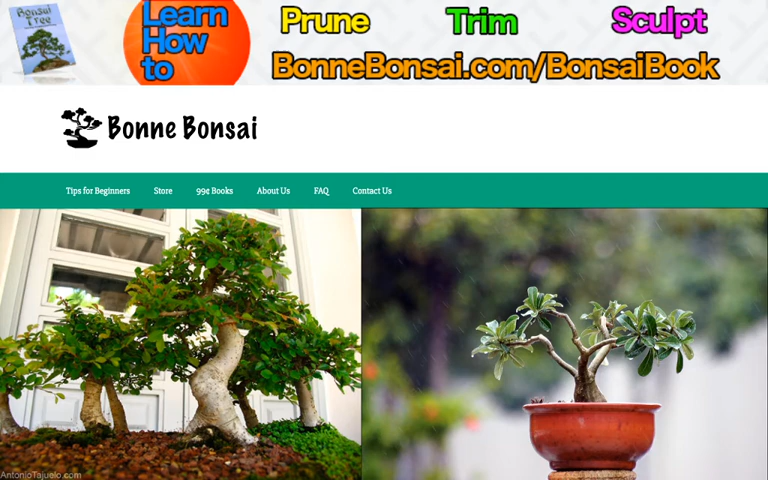 Bonsai
Tree
Learn
How
to
Prune Trim Sculpt
BonneBonsai.com/BonsaiBook
Bonne Bonsai
Tips for Beginners Store 99¢ Books About Us FAQ Contact Us
AntonioTajuelo.com